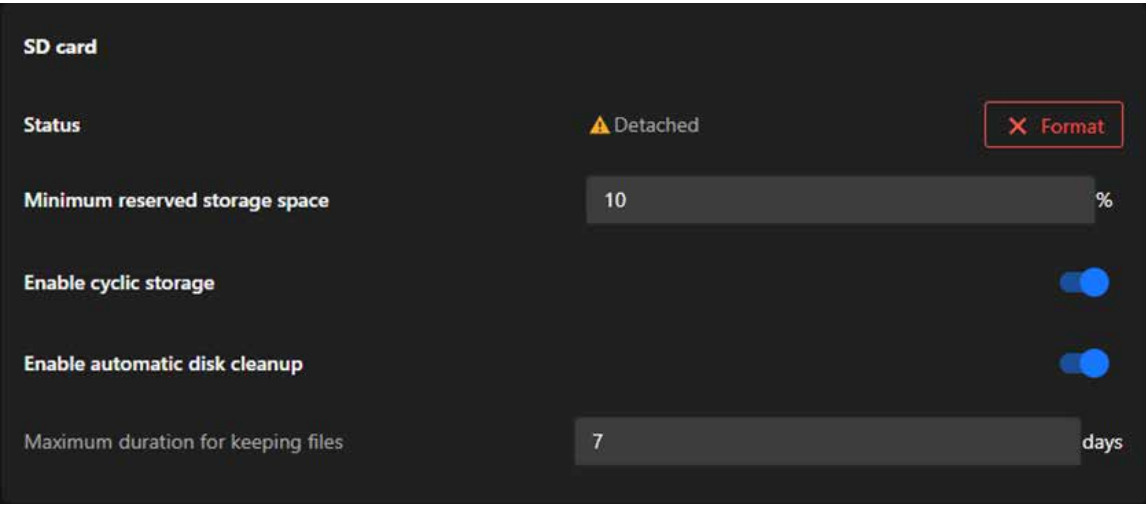 SD card
Status Detached Format
Minimum reserved storage space 10 %
Enable cyclic storage
Enable automatic disk cleanup
Maximum duration for keeping files 7 days